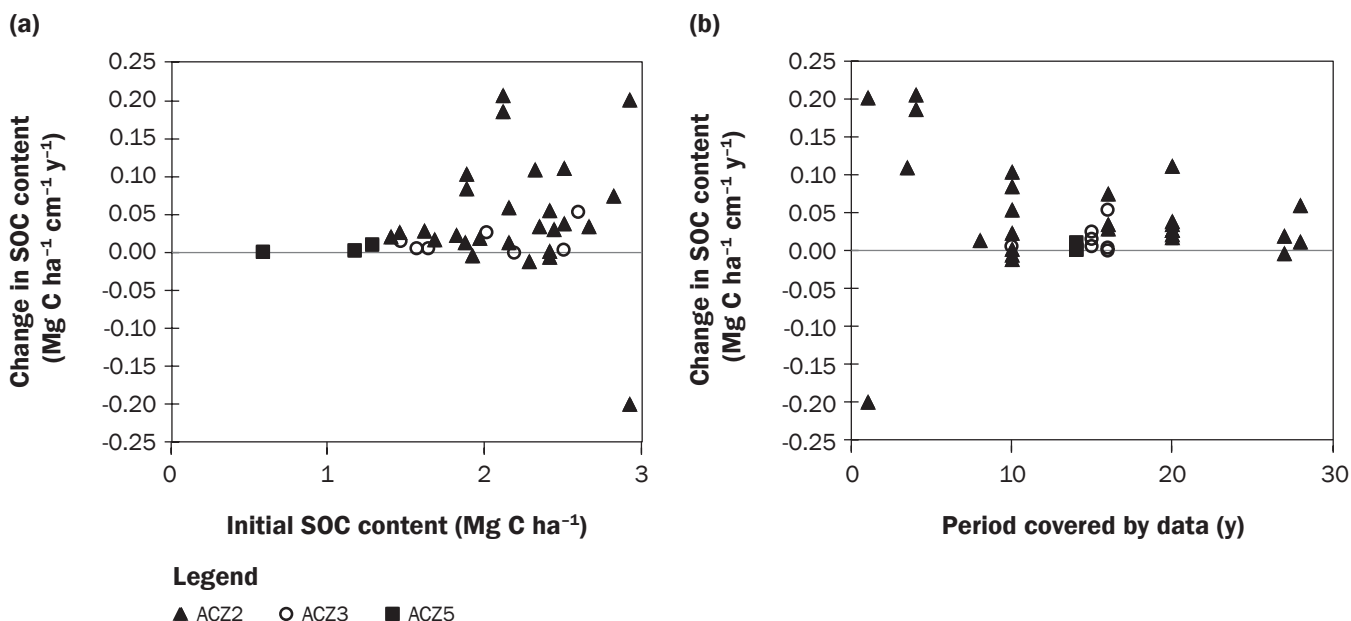 (a)
0.25
0.20
0.15
0.10
0.05
0.00
-0.05
-0.10
-0.15
-0.20
-0.25
0 1 2 3
Change in SOC content
(Mg C ha⁻¹ cm⁻¹ y⁻¹)
Initial SOC content (Mg C ha⁻¹)
(b)
0.25
0.20
0.15
0.10
0.05
0.00
-0.05
-0.10
-0.15
-0.20
-0.25
0 10 20 30
Change in SOC content
(Mg C ha⁻¹ cm⁻¹ y⁻¹)
Period covered by data (y)
Legend
ACZ2 ACZ3 ACZ5